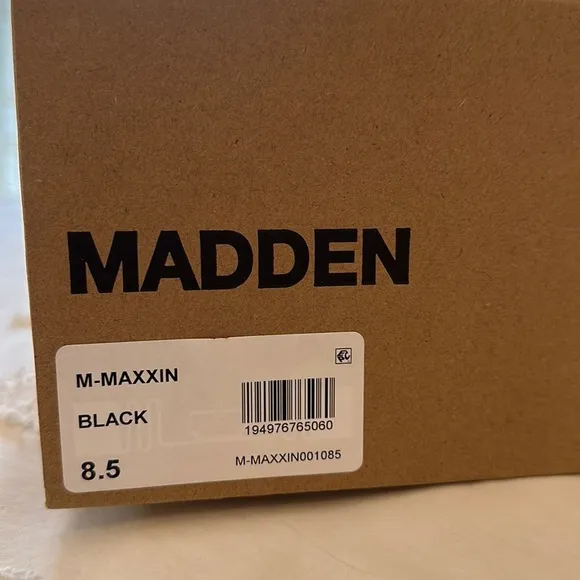 MADDEN
M-MAXXIN
BLACK
194976765060
8.5
M-MAXXIN001085